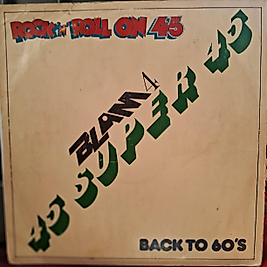 ROCK 'N' ROLL ON 45
BLAM 4
45 SUPER 45
BACK TO 60'S